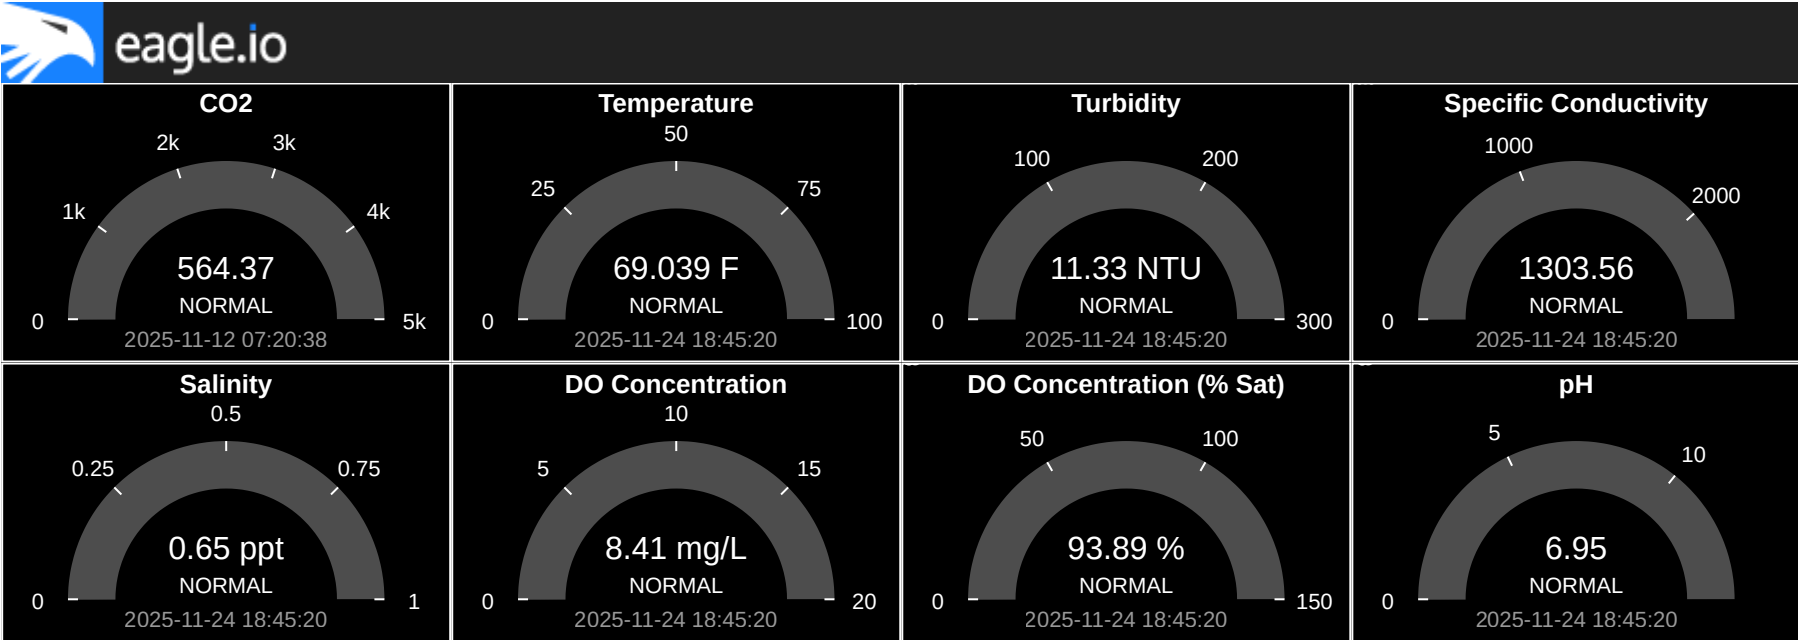 eagle.io
CO2
2k
3k
1k
4k
564.37
NORMAL
0
5k
2025-11-12 07:20:38
Temperature
50
25
75
69.039 F
NORMAL
0
100
2025-11-24 18:45:20
Turbidity
100
200
11.33 NTU
NORMAL
0
300
2025-11-24 18:45:20
Specific Conductivity
1000
2000
1303.56
NORMAL
0
2025-11-24 18:45:20
Salinity
0.5
0.25
0.75
0.65 ppt
NORMAL
0
1
2025-11-24 18:45:20
DO Concentration
10
5
15
8.41 mg/L
NORMAL
0
20
2025-11-24 18:45:20
DO Concentration (% Sat)
50
100
93.89 %
NORMAL
0
150
2025-11-24 18:45:20
pH
5
10
6.95
NORMAL
0
2025-11-24 18:45:20